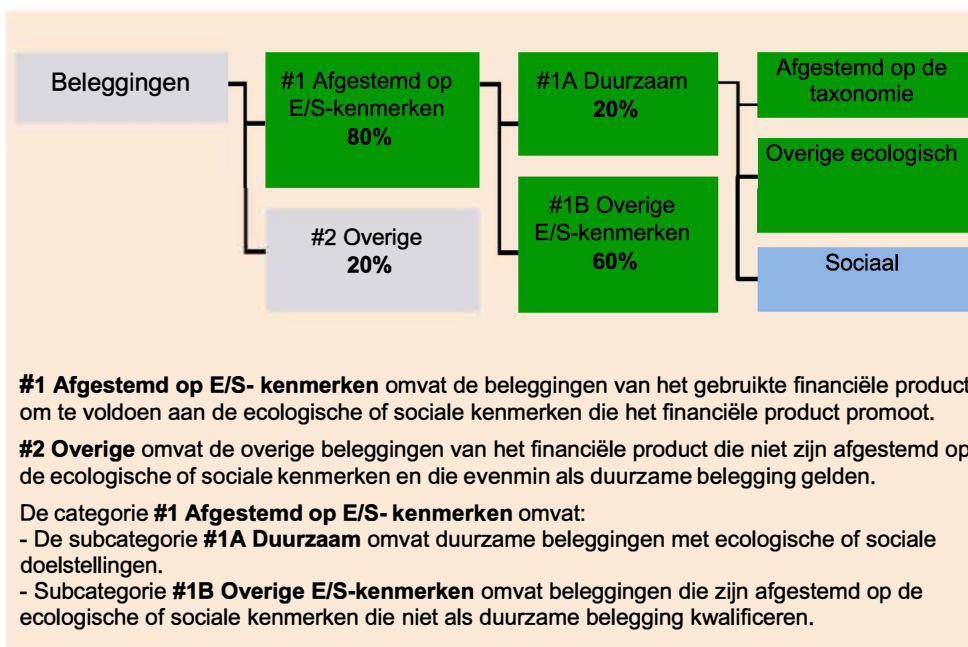 Beleggingen
#1 Afgestemd op
E/S-kenmerken
80%
#2 Overige
20%
#1A Duurzaam
20%
#1B Overige
E/S-kenmerken
60%
Afgestemd op de
taxonomie
Overige ecologisch
Sociaal
#1 Afgestemd op E/S- kenmerken omvat de beleggingen van het gebruikte financiële product
om te voldoen aan de ecologische of sociale kenmerken die het financiële product promoot.
#2 Overige omvat de overige beleggingen van het financiële product die niet zijn afgestemd op
de ecologische of sociale kenmerken en die evenmin als duurzame belegging gelden.
De categorie #1 Afgestemd op E/S- kenmerken omvat:
- De subcategorie #1A Duurzaam omvat duurzame beleggingen met ecologische of sociale
doelstellingen.
- Subcategorie #1B Overige E/S-kenmerken omvat beleggingen die zijn afgestemd op de
ecologische of sociale kenmerken die niet als duurzame belegging kwalificeren.